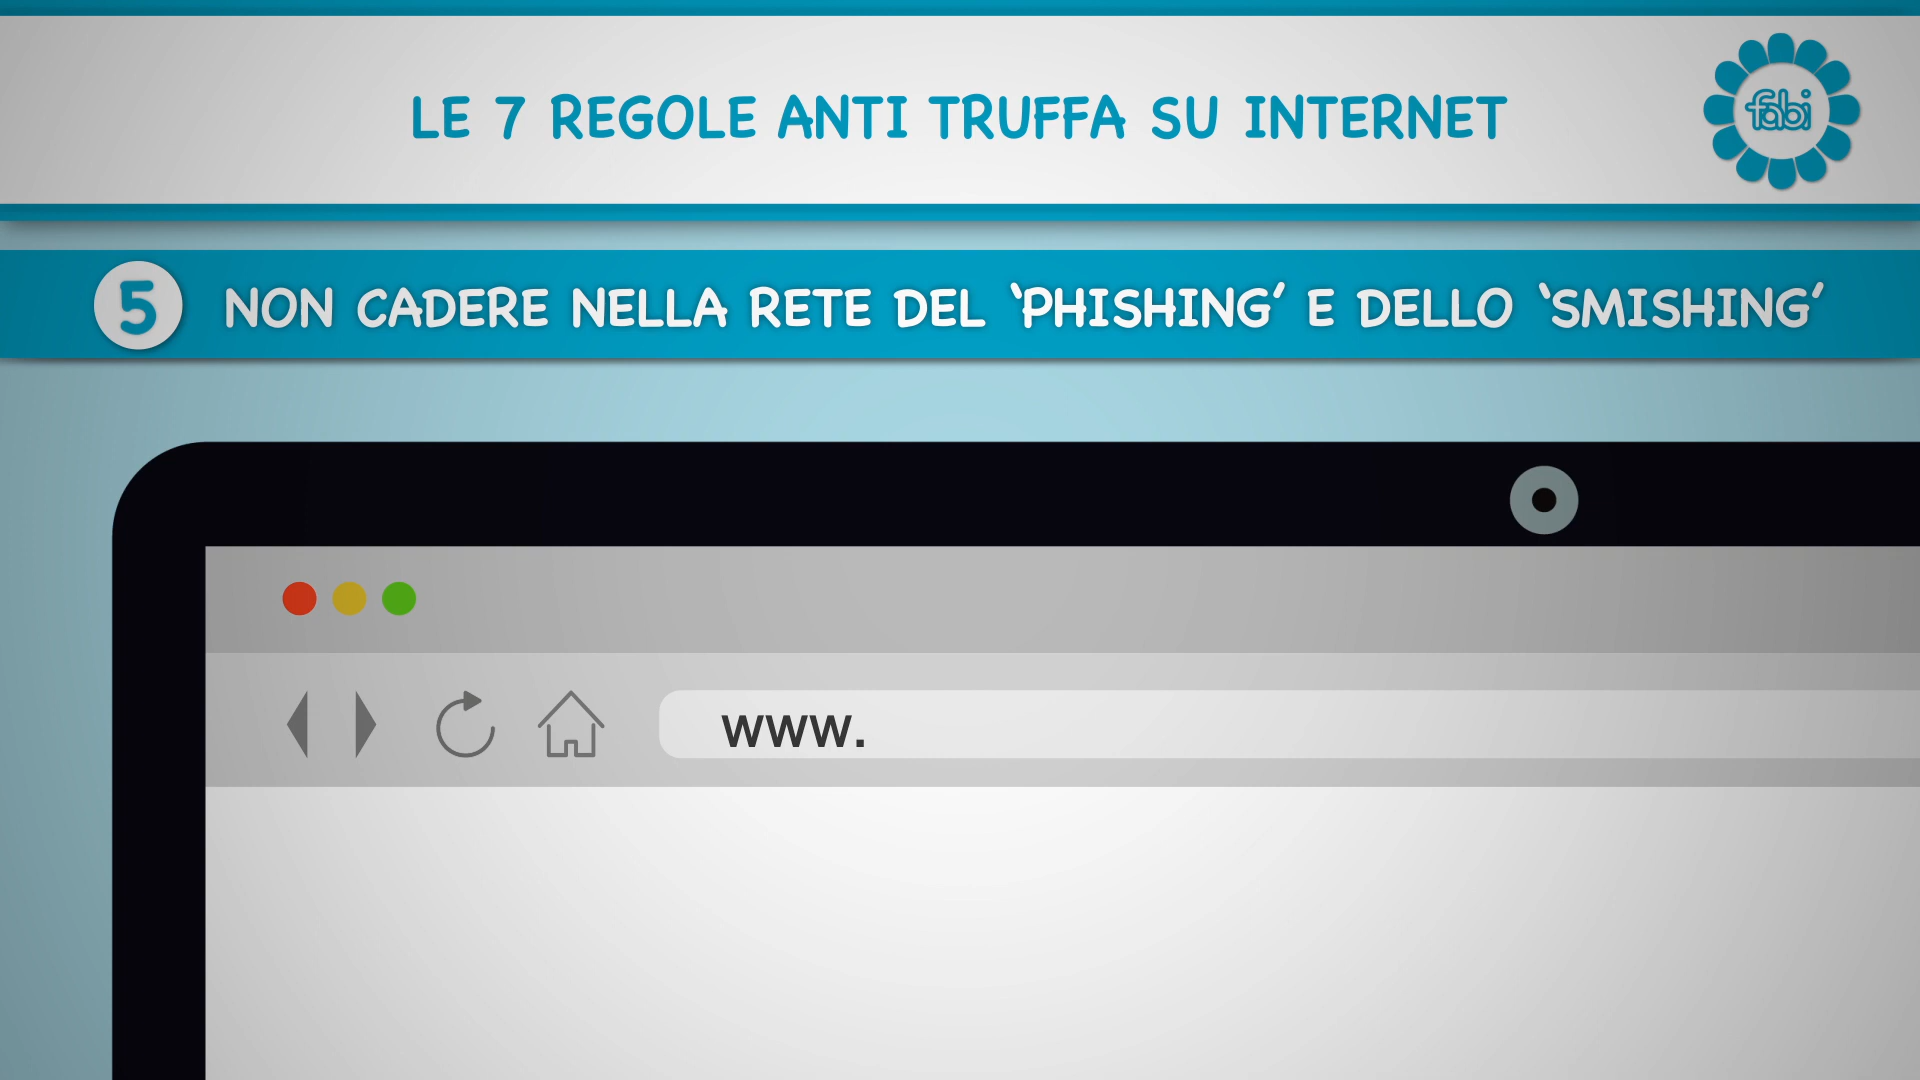 LE 7 REGOLE ANTI TRUFFA SU INTERNET
fabi
5 NON CADERE NELLA RETE DEL ‘PHISHING’ E DELLO ‘SMISHING’
www.